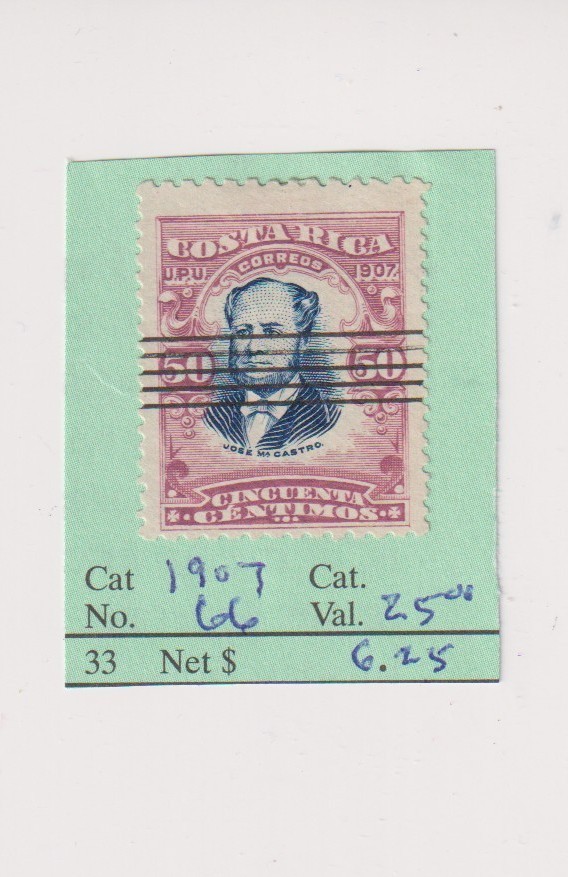 COSTA RICA
CORREOS
U.P.U. 1907.
50 50
JOSE Ma CASTRO.
CINCUENTA
CENTIMOS
Cat 1907 Cat.
No. 66 Val. 25 00
33 Net $ 6.25